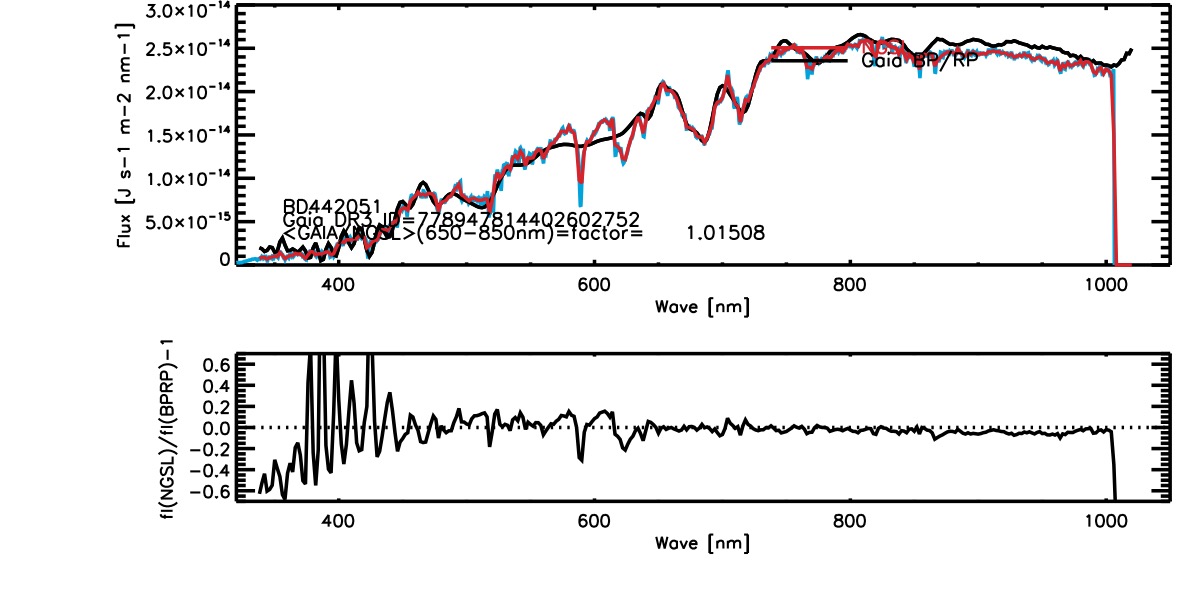 3.0×10−14
2.5×10−14
2.0×10−14
1.5×10−14
1.0×10−14
5.0×10−15
0
Flux [J s−1 m−2 nm−1]
NGSL
Gaia BP/RP
BD442051
Gaia DR3 ID=778947814402602752
<GAIA/NGSL>(650−850nm)=factor= 1.01508
400 600 800 1000
Wave [nm]
0.6
0.4
0.2
0.0
−0.2
−0.4
−0.6
fl(NGSL)/fl(BPRP)−1
400 600 800 1000
Wave [nm]